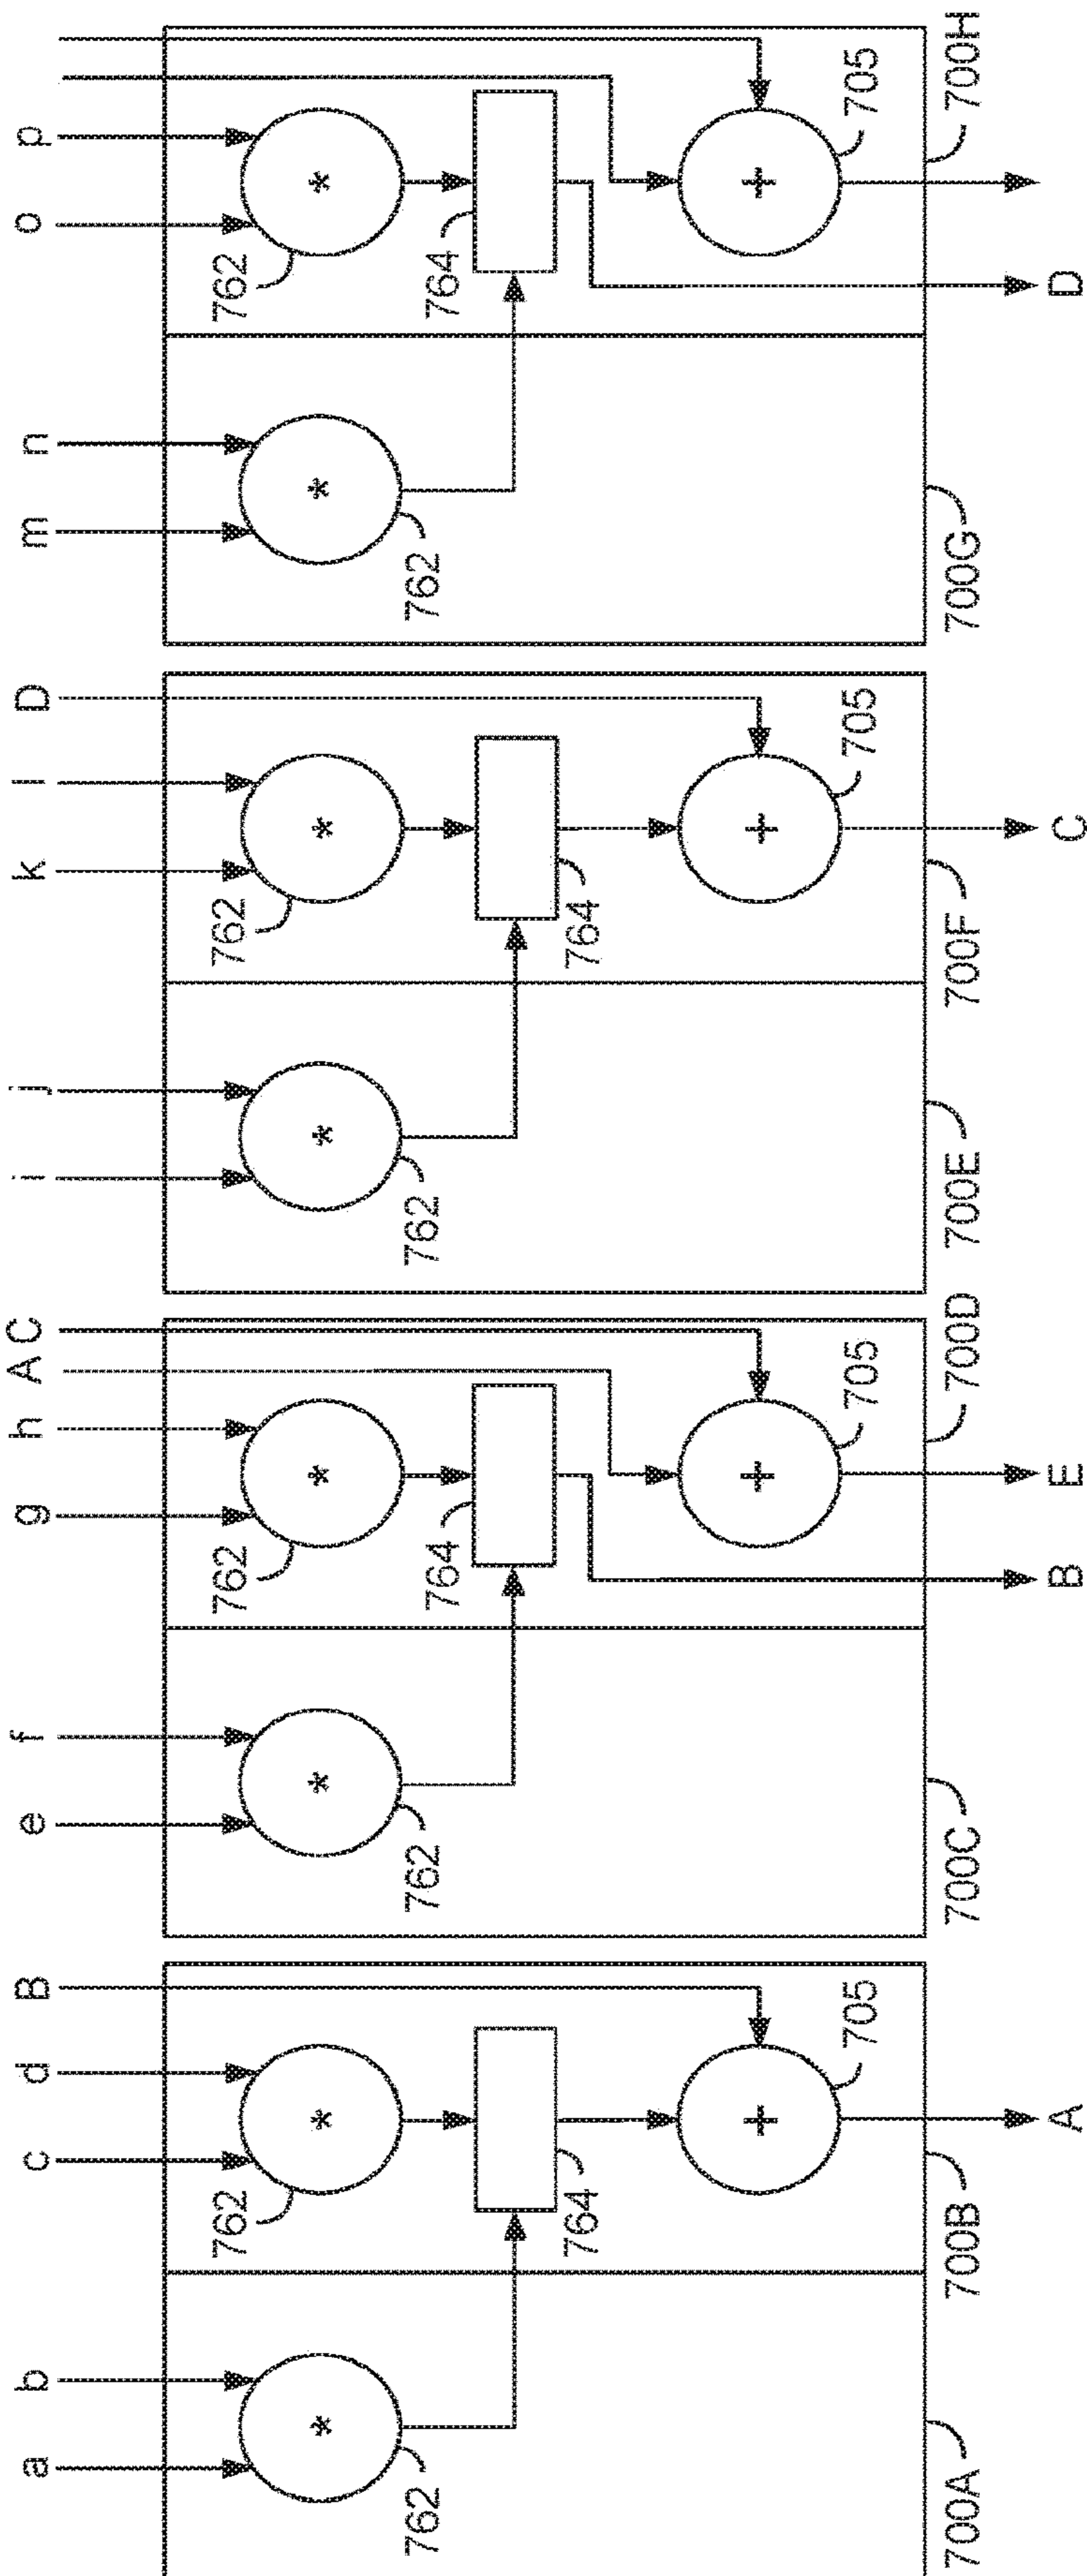 a b c d B e f g h A C i j k l D m n o p
762 762 762 762 762 762 762 762
* * * * * * * *
764 764 764 764
+ + + +
705 705 705 705
700A 700B 700C 700D 700E 700F 700G 700H
A B E C D